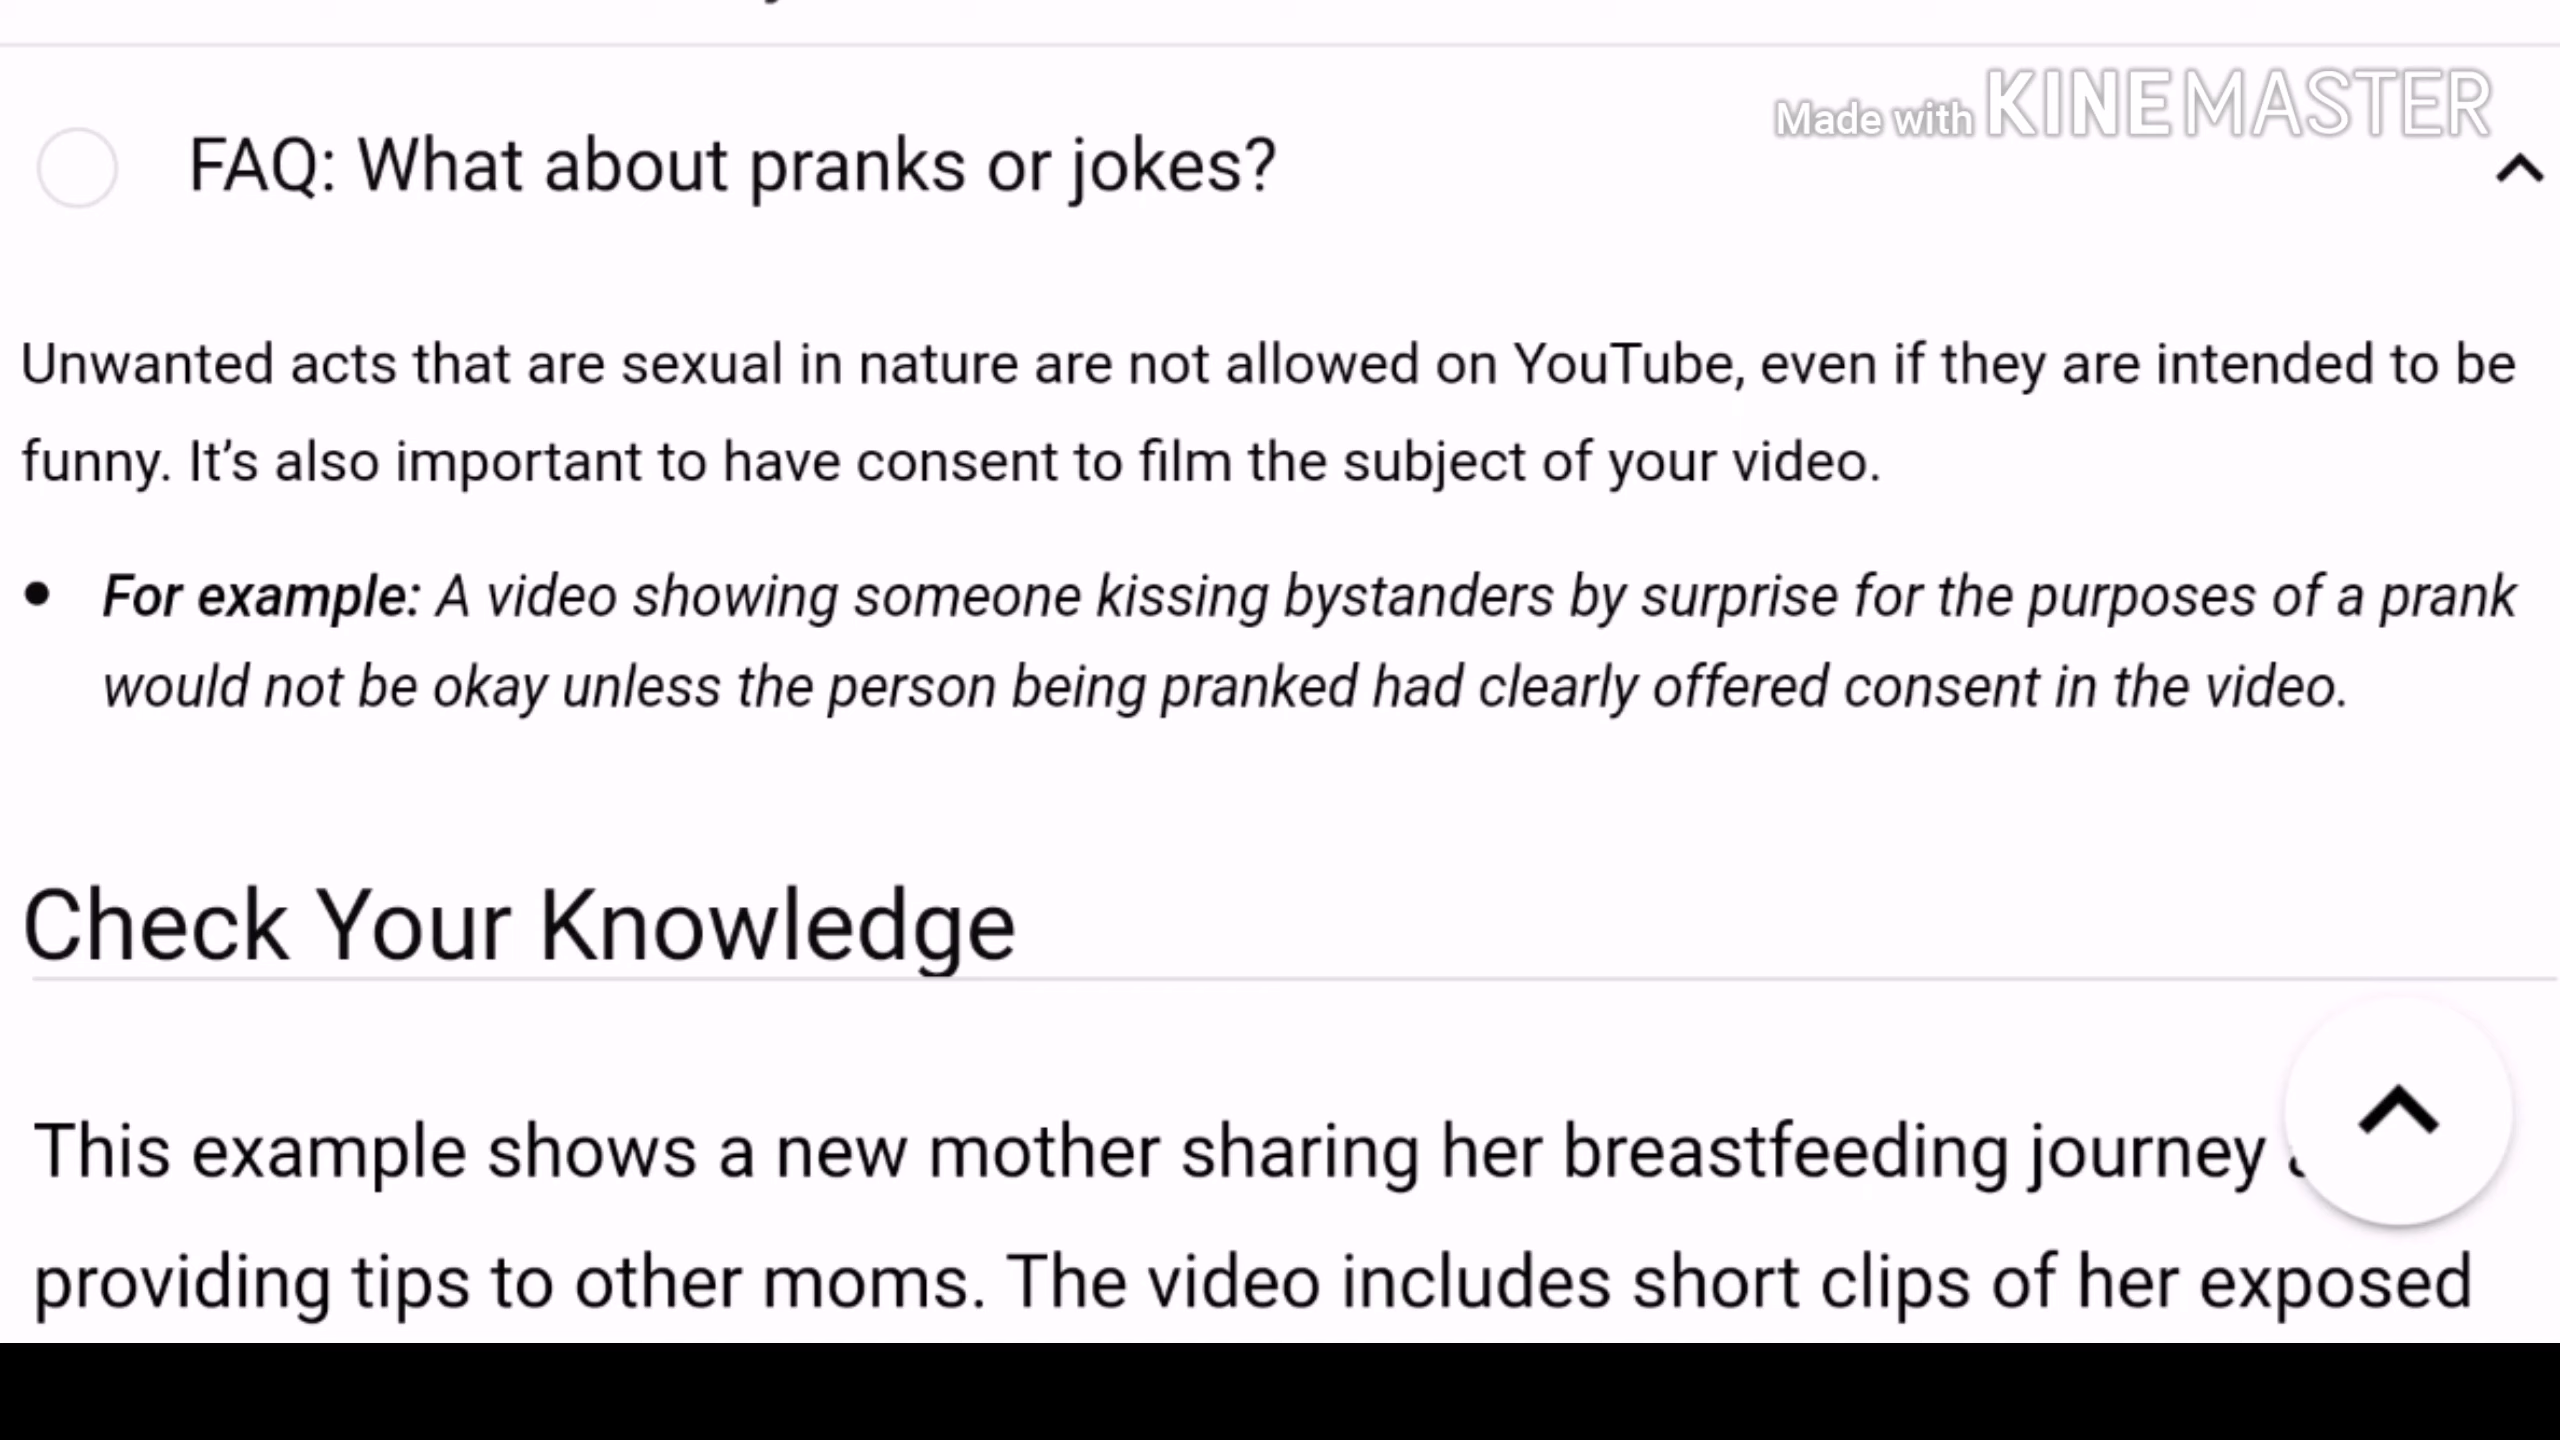 Made with KINEMASTER
FAQ: What about pranks or jokes?
Unwanted acts that are sexual in nature are not allowed on YouTube, even if they are intended to be
funny. It’s also important to have consent to film the subject of your video.
• For example: A video showing someone kissing bystanders by surprise for the purposes of a prank
would not be okay unless the person being pranked had clearly offered consent in the video.
Check Your Knowledge
This example shows a new mother sharing her breastfeeding journey
providing tips to other moms. The video includes short clips of her exposed